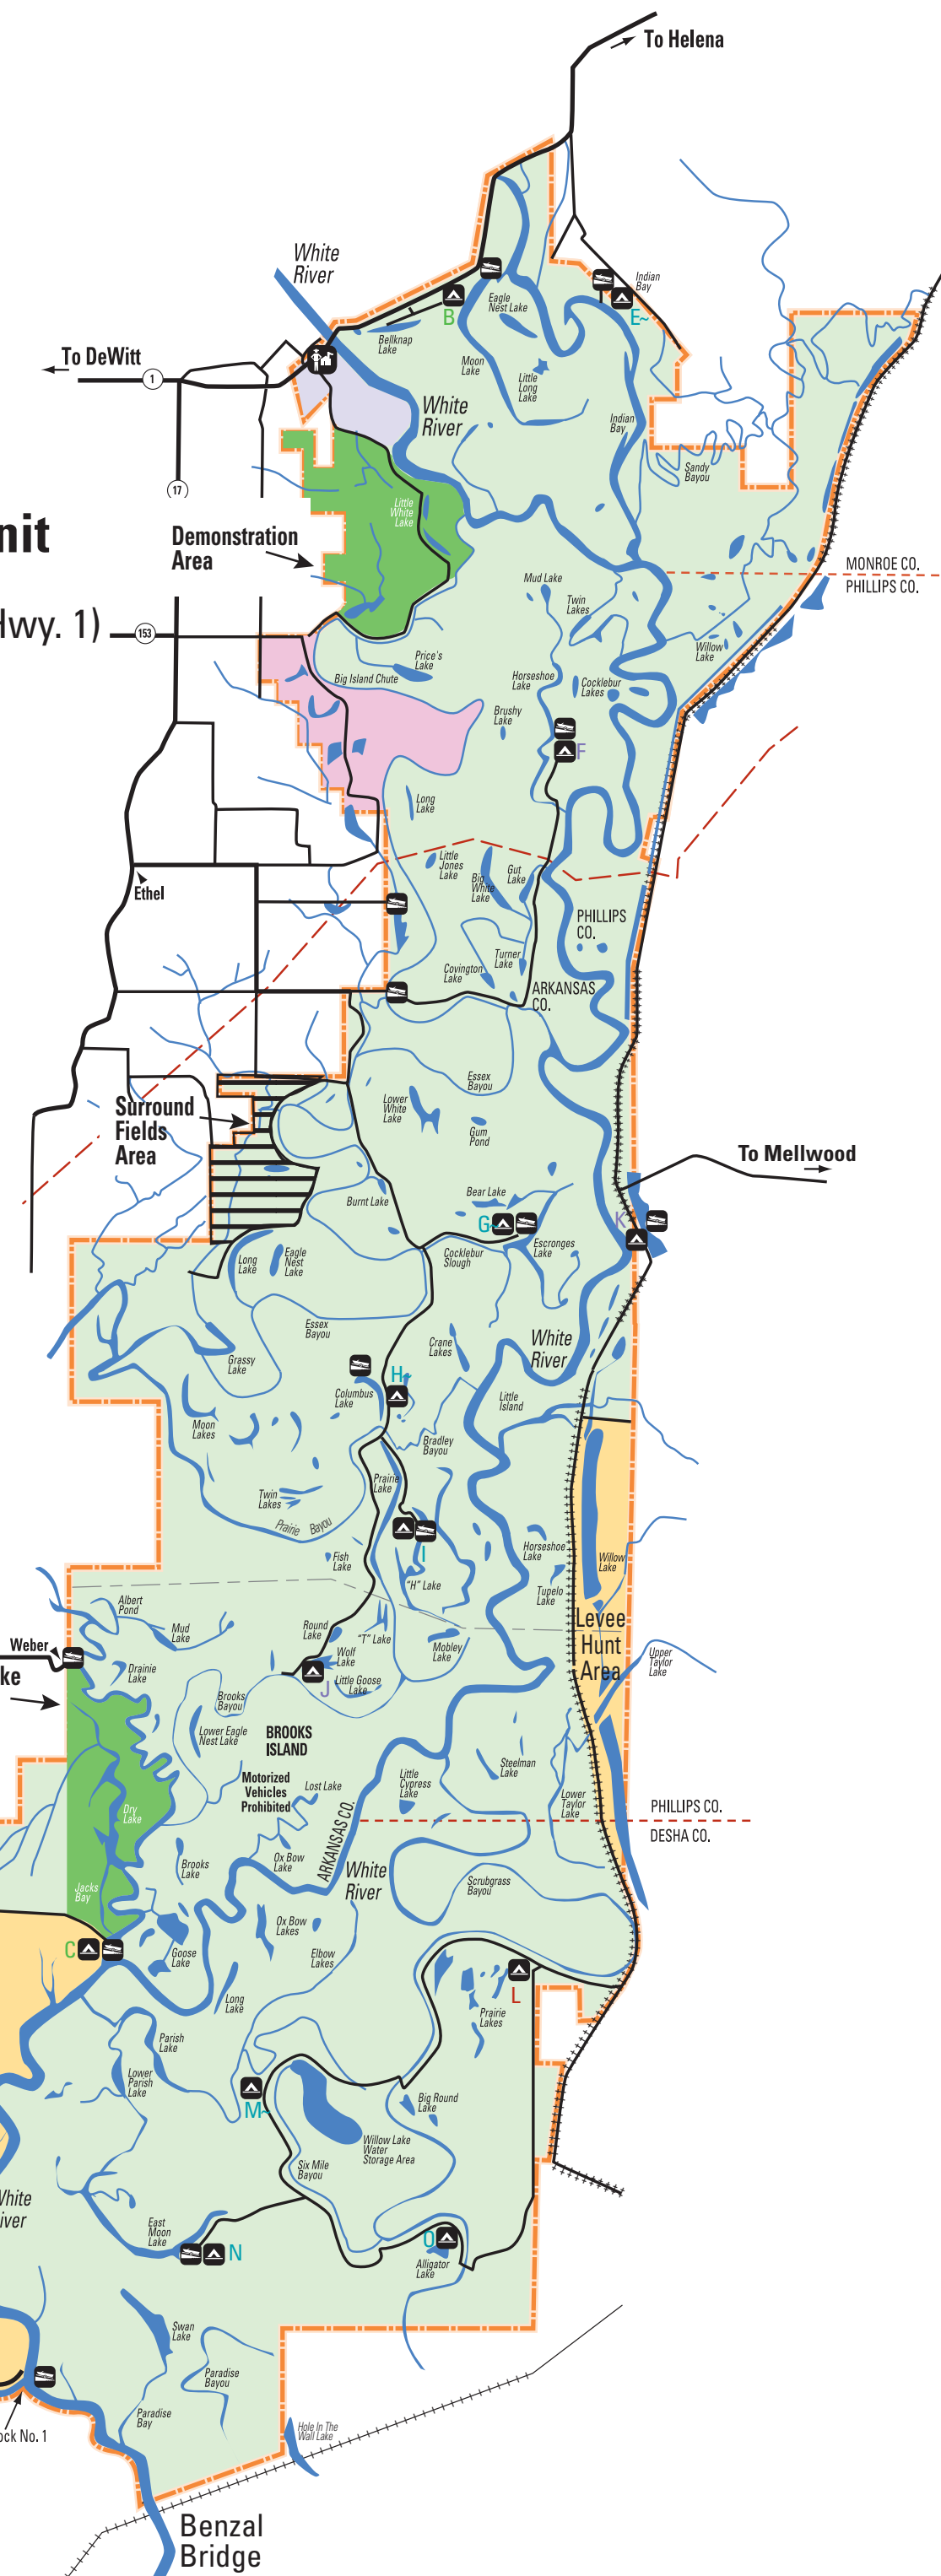 To Helena
White
River
Indian
Bay
Eagle
Nest Lake
B
E~
Bellknap
Lake
To DeWitt
1
Moon
Lake
Little
Long
Lake
White
River
Indian
Bay
Sandy
Bayou
17
Little
White
Lake
nit
Demonstration
Area
MONROE CO.
PHILLIPS CO.
Mud Lake
Twin
Lakes
Hwy. 1)
153
Willow
Lake
Price's
Lake
Big Island Chute
Horseshoe
Lake
Cocklebur
Lakes
Brushy
Lake
F
Long
Lake
Little
Jones
Lake
Big
White
Lake
Gut
Lake
Ethel
PHILLIPS
CO.
Turner
Lake
Covington
Lake
ARKANSAS
CO.
Essex
Bayou
Lower
White
Lake
Surround
Fields
Area
Gum
Pond
To Mellwood
Burnt Lake
Bear Lake
G~
K
Cocklebur
Slough
Escronges
Lake
Long
Lake
Eagle
Nest
Lake
Essex
Bayou
Crane
Lakes
White
River
Grassy
Lake
H~
Columbus
Lake
Little
Island
Moon
Lakes
Bradley
Bayou
Prairie
Lake
Twin
Lakes
Prairie Bayou
I
Horseshoe
Lake
Willow
Lake
Fish
Lake
"H" Lake
Tupelo
Lake
Albert
Pond
Mud
Lake
Levee
Hunt
Area
Round
Lake
"T" Lake
Mobley
Lake
Weber
Wolf
Lake
Upper
Taylor
Lake
ke
Drainie
Lake
J
Little Goose
Lake
Brooks
Bayou
Lower Eagle
Nest Lake
BROOKS
ISLAND
Steelman
Lake
Motorized
Vehicles
Prohibited
Lost Lake
Little
Cypress
Lake
Lower
Taylor
Lake
PHILLIPS CO.
DESHA CO.
Dry
Lake
ARKANSAS CO.
Ox Bow
Lake
Brooks
Lake
White
River
Scrubgrass
Bayou
Jacks
Bay
Ox Bow
Lakes
C
Goose
Lake
Elbow
Lakes
L
Long
Lake
Prairie
Lakes
Parish
Lake
Lower
Parish
Lake
M~
Big Round
Lake
Willow Lake
Water
Storage Area
Six Mile
Bayou
White
iver
East
Moon
Lake
N
O
Alligator
Lake
Swan
Lake
Paradise
Bayou
Paradise
Bay
ock No. 1
Hole In The
Wall Lake
Benzal
Bridge